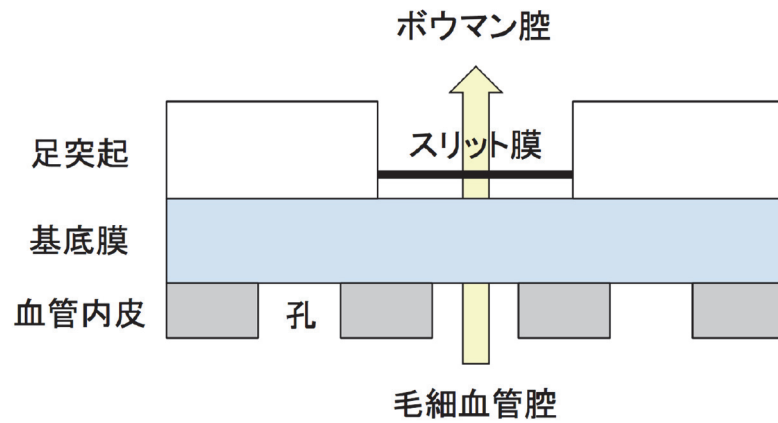 ボウマン腔
足突起
スリット膜
基底膜
血管内皮
孔
毛細血管腔